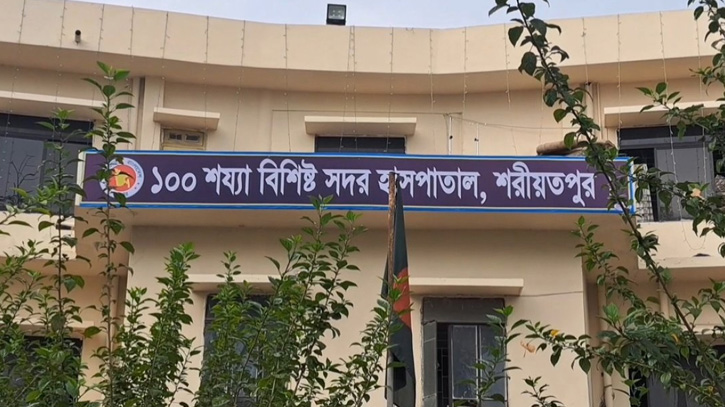 ১০০ শয্যা বিশিষ্ট সদর হাসপাতাল, শরীয়তপুর